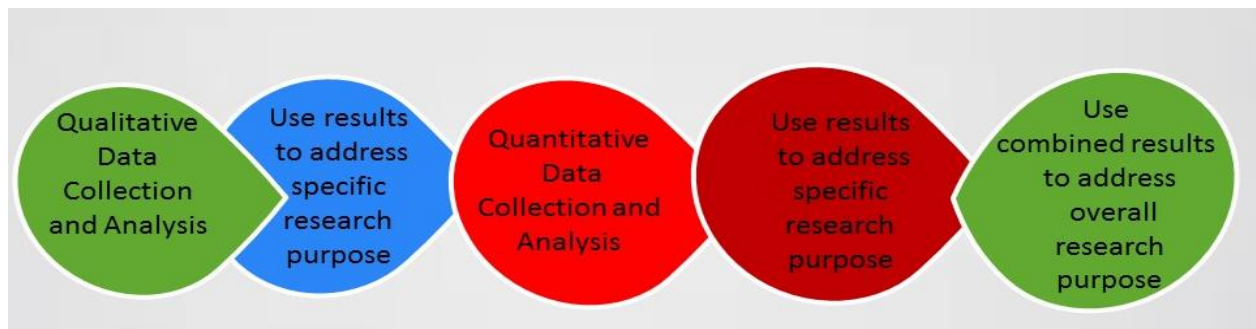 Qualitative
Data
Collection
and Analysis
Use results
to address
specific
research
purpose
Quantitative
Data
Collection and
Analysis
Use results
to address
specific
research
purpose
Use
combined results
to address
overall
research
purpose